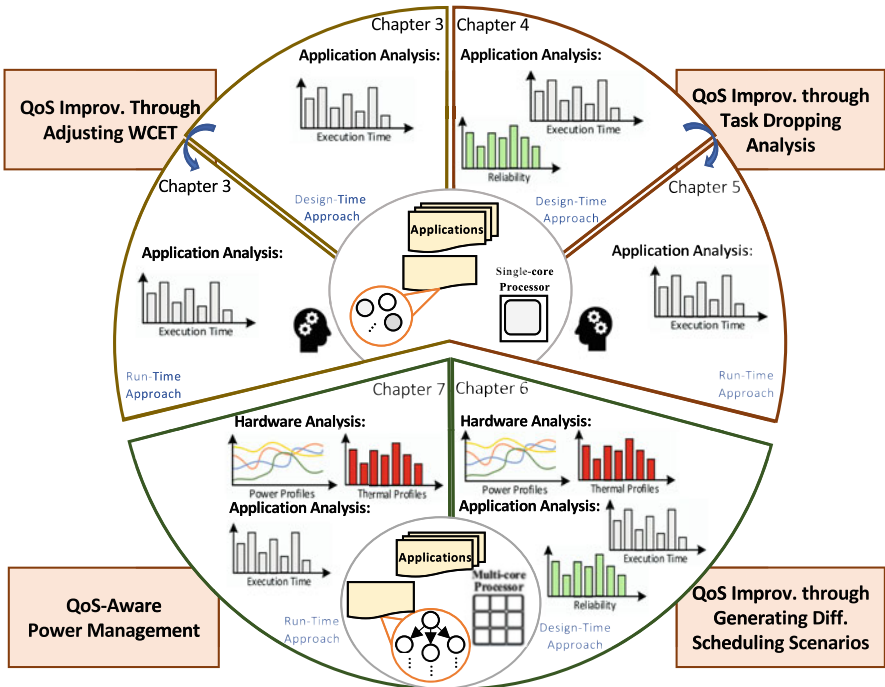 Chapter 3
Application Analysis:
Execution Time
Chapter 4
Application Analysis:
Execution Time
Reliability
QoS Improv. Through
Adjusting WCET
QoS Improv. through
Task Dropping
Analysis
Chapter 3
Design-Time
Approach
Application Analysis:
Execution Time
Run-Time
Approach
Design-Time
Approach
Chapter 5
Application Analysis:
Execution Time
Run-Time
Approach
Applications
Single-core
Processor
Chapter 7
Hardware Analysis:
Power Profiles
Thermal Profiles
Application Analysis:
Execution Time
Run-Time
Approach
Chapter 6
Hardware Analysis:
Power Profiles
Thermal Profiles
Application Analysis:
Execution Time
Reliability
Design-Time
Approach
Applications
Multi-core
Processor
QoS-Aware
Power Management
QoS Improv. through
Generating Diff.
Scheduling Scenarios